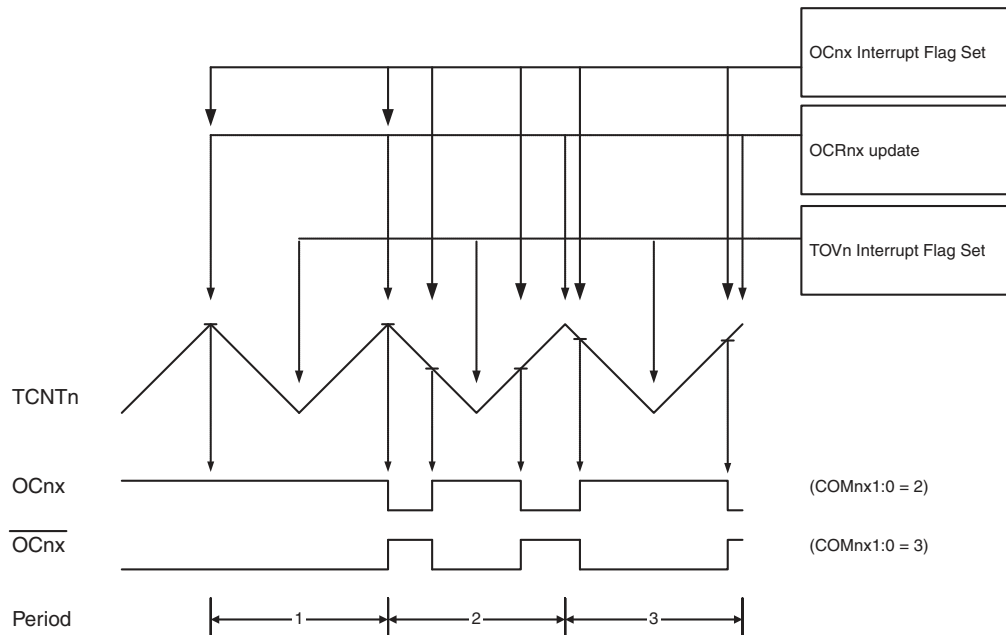 OCnx Interrupt Flag Set
OCRnx update
TOVn Interrupt Flag Set
TCNTn
OCnx
(COMnx1:0 = 2)
OCnx
(COMnx1:0 = 3)
Period
1
2
3